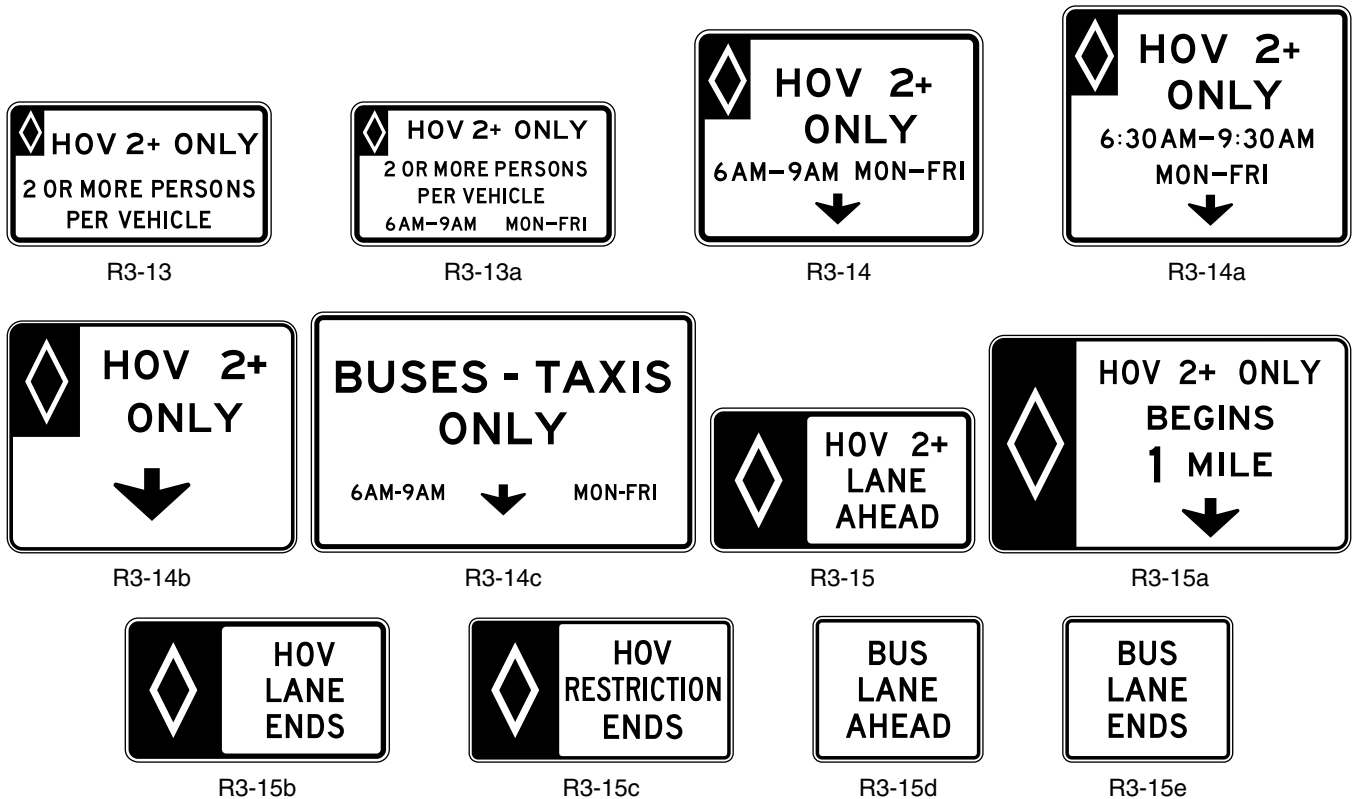 HOV 2+ ONLY
2 OR MORE PERSONS
PER VEHICLE
R3-13
HOV 2+ ONLY
2 OR MORE PERSONS
PER VEHICLE
6AM–9AM MON–FRI
R3-13a
HOV 2+
ONLY
6AM–9AM MON–FRI
R3-14
HOV 2+
ONLY
6:30AM–9:30AM
MON–FRI
R3-14a
HOV 2+
ONLY
R3-14b
BUSES - TAXIS
ONLY
6AM-9AM MON-FRI
R3-14c
HOV 2+
LANE
AHEAD
R3-15
HOV 2+ ONLY
BEGINS
1 MILE
R3-15a
HOV
LANE
ENDS
R3-15b
HOV
RESTRICTION
ENDS
R3-15c
BUS
LANE
AHEAD
R3-15d
BUS
LANE
ENDS
R3-15e